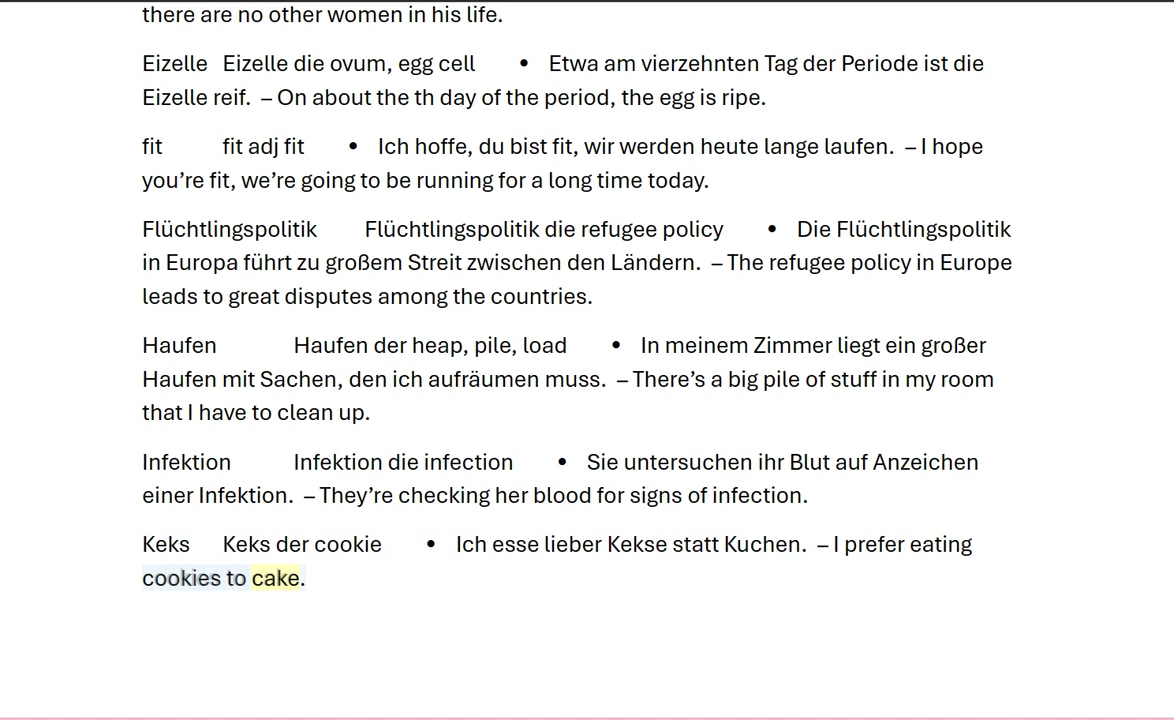 there are no other women in his life.
Eizelle Eizelle die ovum, egg cell • Etwa am vierzehnten Tag der Periode ist die
Eizelle reif. – On about the th day of the period, the egg is ripe.
fit fit adj fit • Ich hoffe, du bist fit, wir werden heute lange laufen. – I hope
you’re fit, we’re going to be running for a long time today.
Flüchtlingspolitik Flüchtlingspolitik die refugee policy • Die Flüchtlingspolitik
in Europa führt zu großem Streit zwischen den Ländern. – The refugee policy in Europe
leads to great disputes among the countries.
Haufen Haufen der heap, pile, load • In meinem Zimmer liegt ein großer
Haufen mit Sachen, den ich aufräumen muss. – There’s a big pile of stuff in my room
that I have to clean up.
Infektion Infektion die infection • Sie untersuchen ihr Blut auf Anzeichen
einer Infektion. – They’re checking her blood for signs of infection.
Keks Keks der cookie • Ich esse lieber Kekse statt Kuchen. – I prefer eating
cookies to cake.